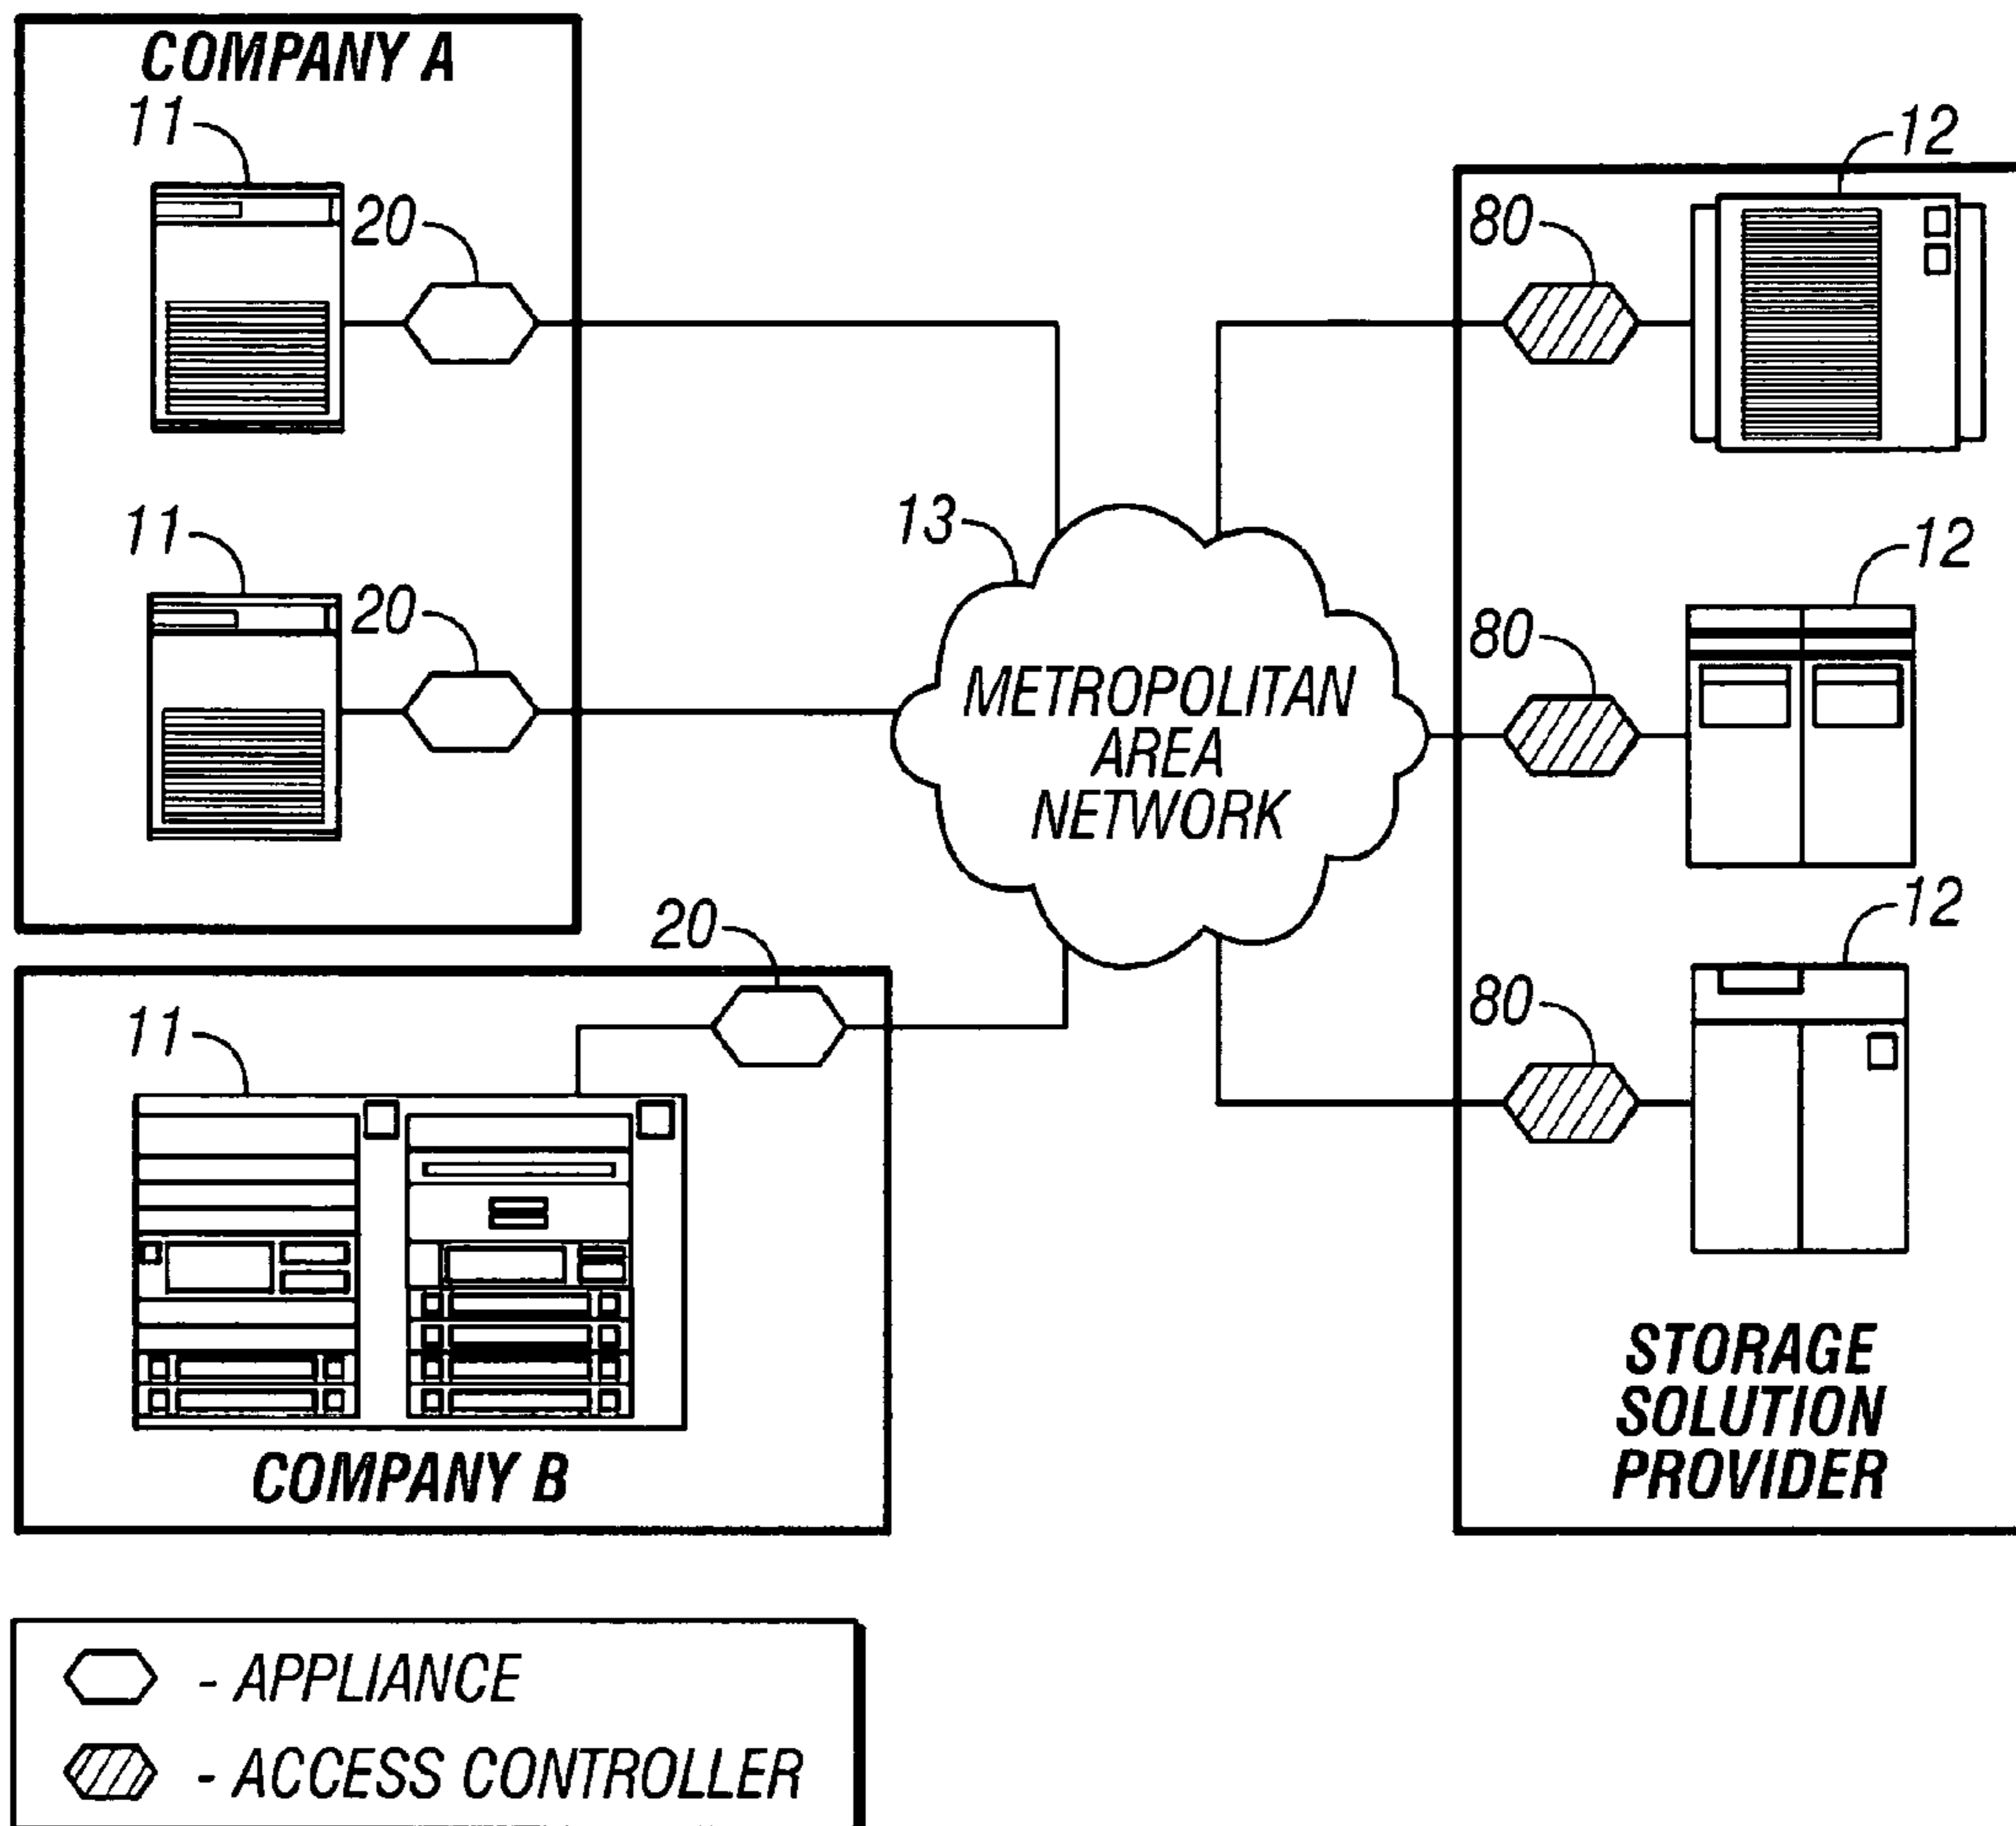 COMPANY A
11
20
11
20
13
METROPOLITAN
AREA
NETWORK
20
11
COMPANY B
12
80
12
80
12
80
STORAGE
SOLUTION
PROVIDER
- APPLIANCE
- ACCESS CONTROLLER